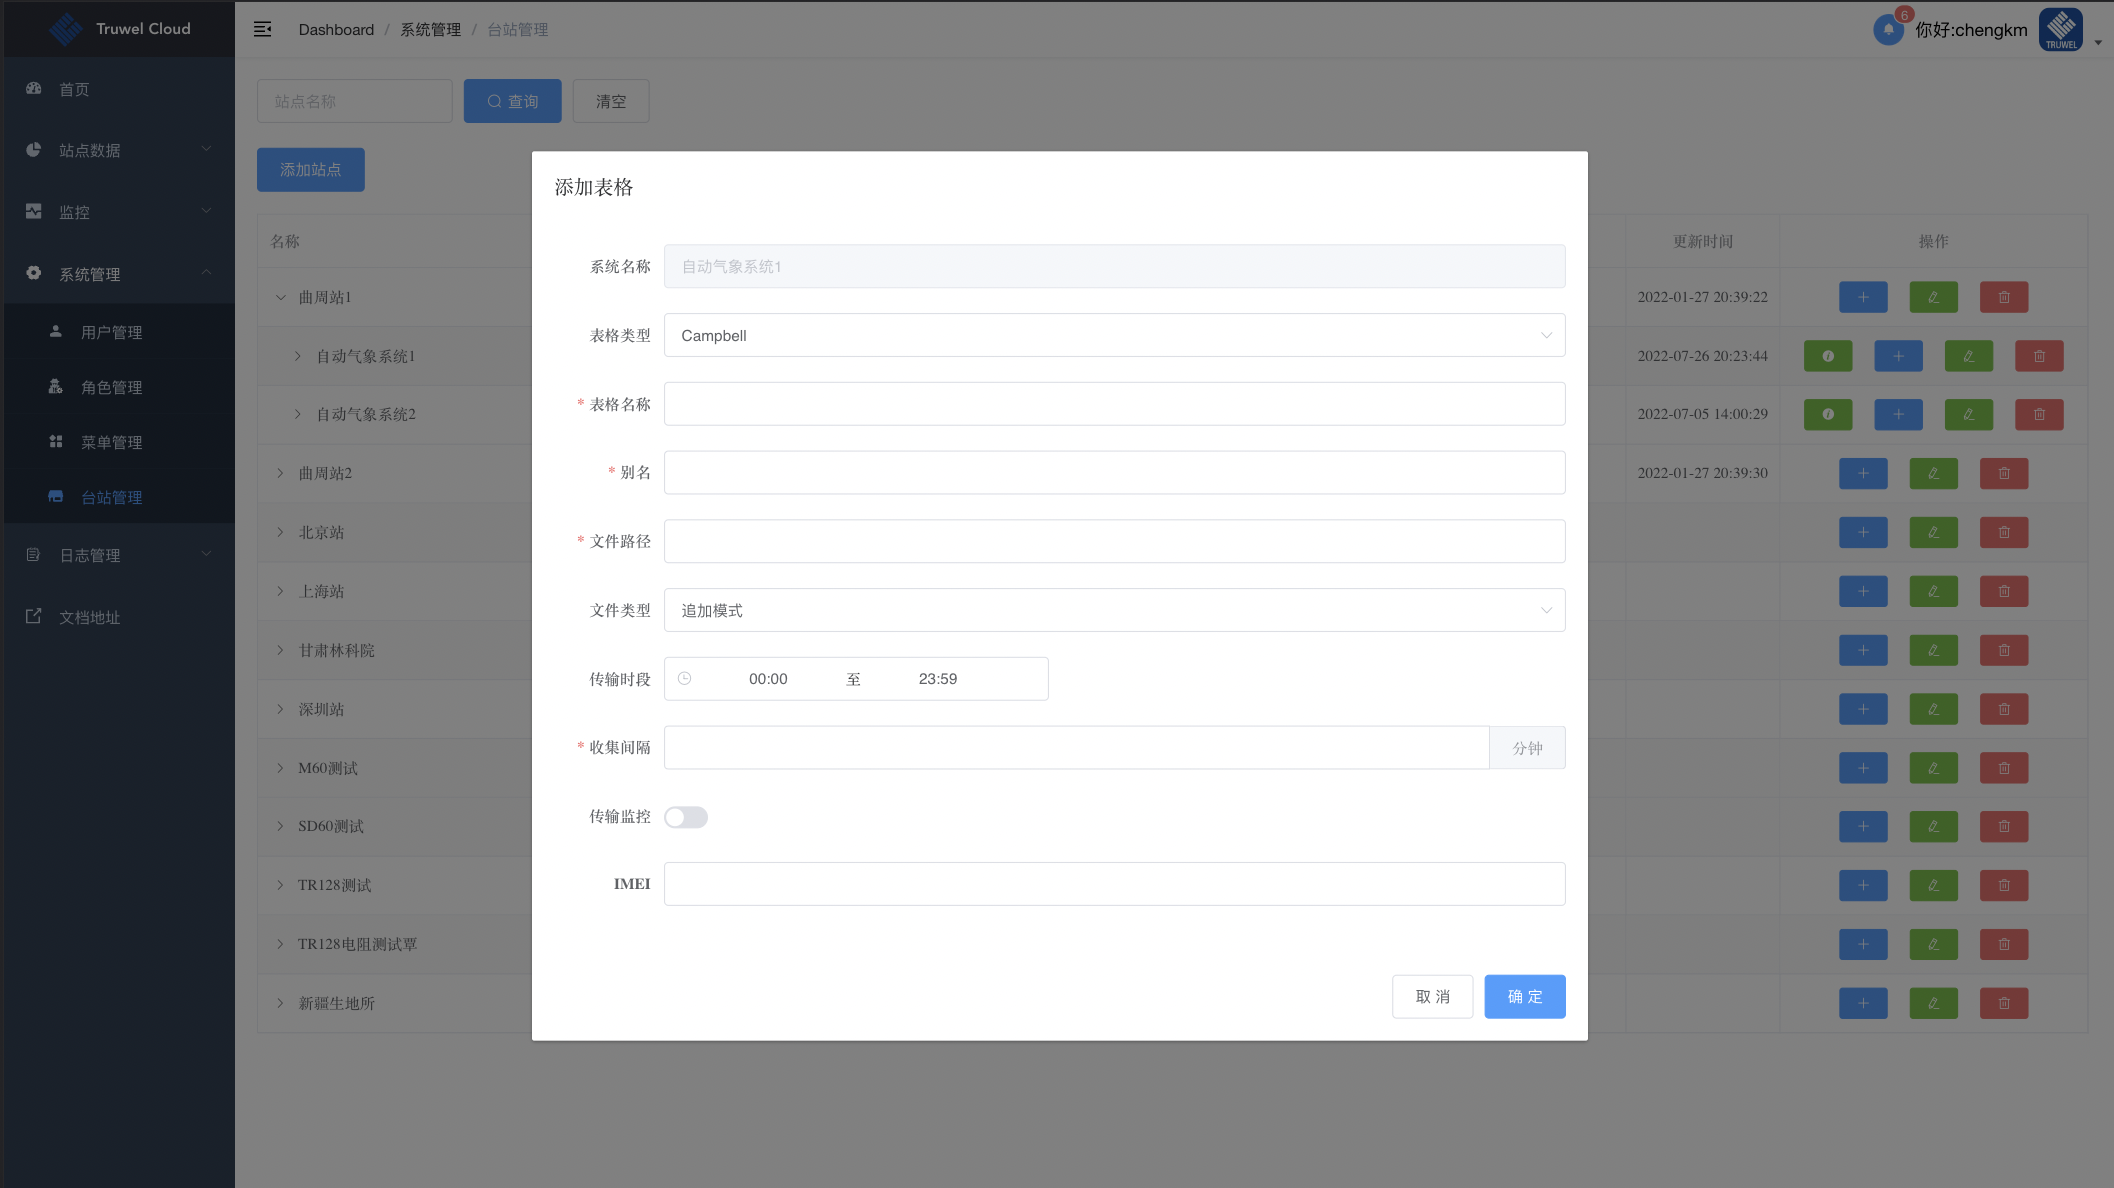 Truwel Cloud
Dashboard / 系统管理 / 台站管理
6
你好:chengkm
TRUWEL
首页
站点数据
监控
系统管理
用户管理
角色管理
菜单管理
台站管理
日志管理
文档地址
站点名称
查询
清空
添加站点
名称
更新时间
操作
曲周站1
2022-01-27 20:39:22
自动气象系统1
2022-07-26 20:23:44
自动气象系统2
2022-07-05 14:00:29
曲周站2
2022-01-27 20:39:30
北京站
上海站
甘肃林科院
深圳站
M60测试
SD60测试
TR128测试
TR128电阻测试覃
新疆生地所
添加表格
系统名称 自动气象系统1
表格类型 Campbell
* 表格名称
* 别名
* 文件路径
文件类型 追加模式
传输时段 00:00 至 23:59
* 收集间隔 分钟
传输监控
IMEI
取 消
确 定